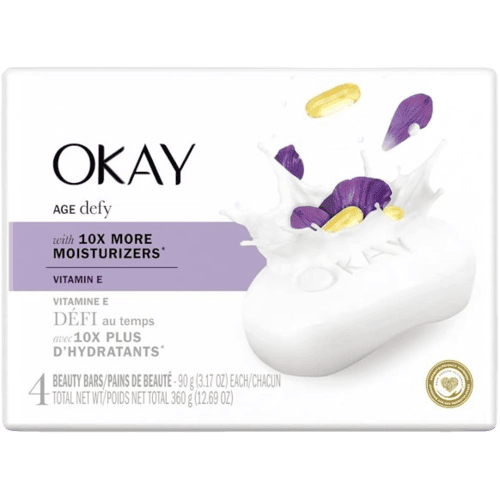 OKAY
AGE defy
with 10X MORE
MOISTURIZERS*
VITAMIN E
VITAMINE E
DÉFI au temps
avec 10X PLUS
D'HYDRATANTS*
4 BEAUTY BARS/PAINS DE BEAUTÉ - 90 g (3.17 OZ) EACH/CHACUN
TOTAL NET WT/POIDS NET TOTAL 360 g (12.69 OZ)
OKAY